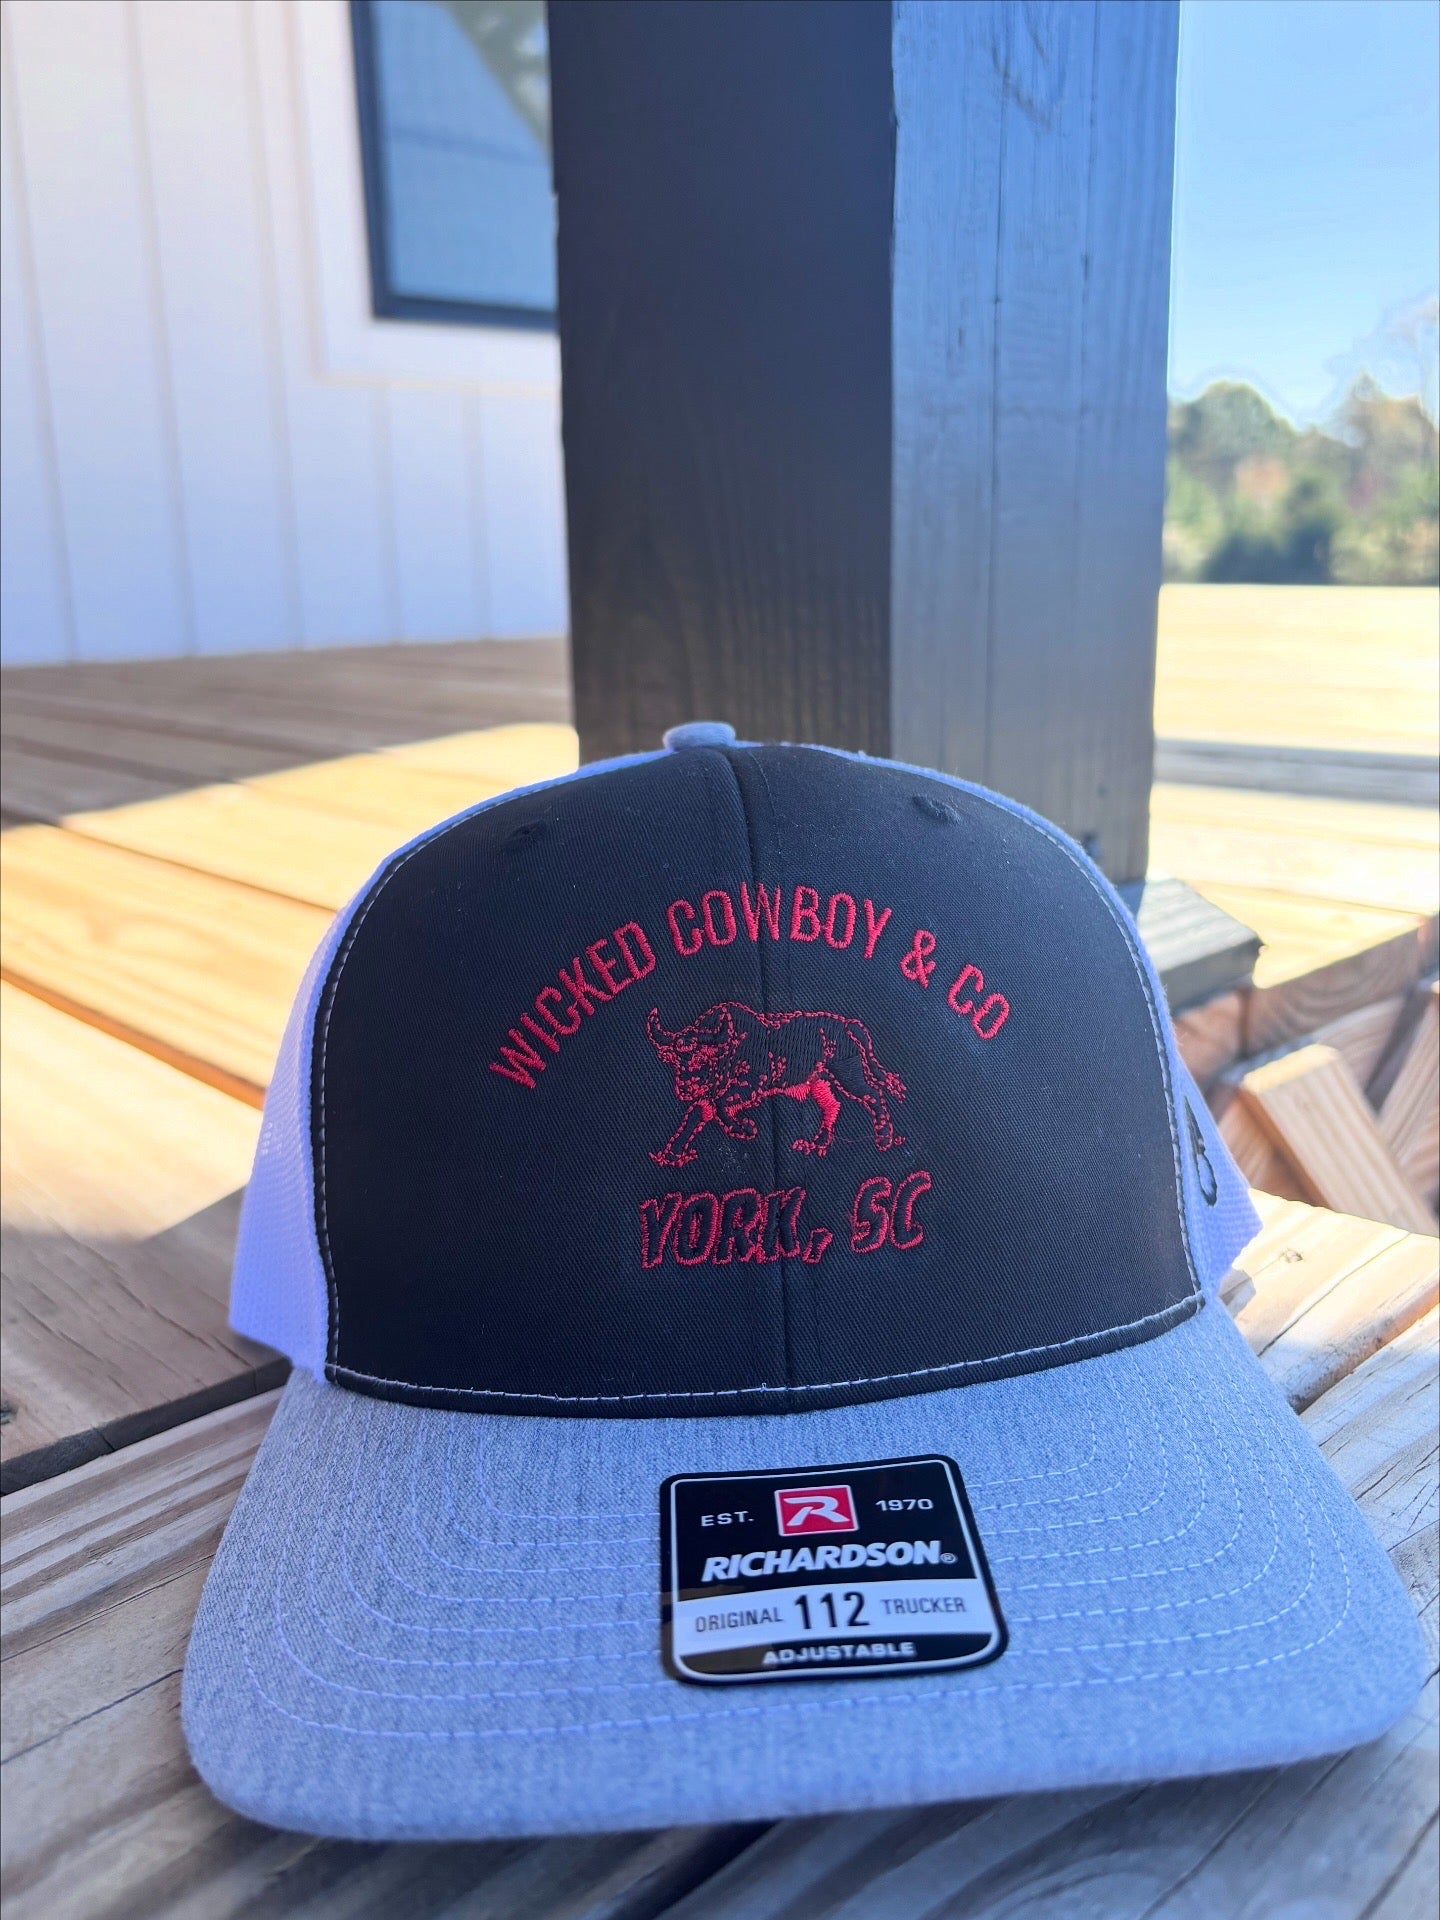 WICKED COWBOY & CO
YORK, SC
EST. R 1970
RICHARDSON®
ORIGINAL 112 TRUCKER
ADJUSTABLE